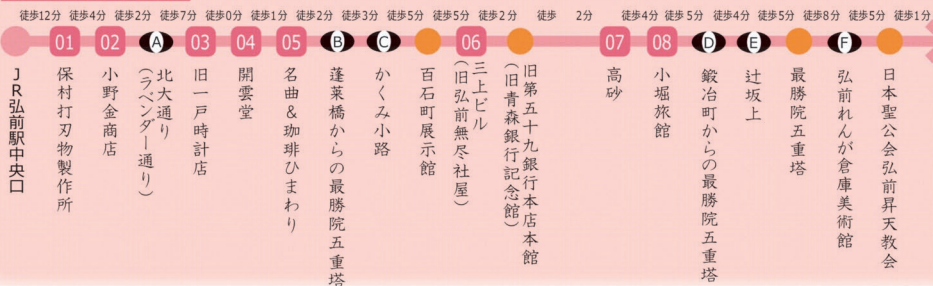 徒歩12分 徒歩4分 徒歩2分 徒歩7分 徒歩0分 徒歩1分 徒歩2分 徒歩3分 徒歩5分 徒歩5分 徒歩2分 徒歩 2分 徒歩4分 徒歩5分 徒歩4分 徒歩5分 徒歩8分 徒歩5分 徒歩1分
01 02 A 03 04 05 B C 06 07 08 D E F
JR弘前駅中央口
保村打刃物製作所
小野金商店
北大通り
(ラベンダー通り)
旧一戸時計店
開雲堂
名曲&珈琲ひまわり
蓬莱橋からの最勝院五重塔
かくみ小路
百石町展示館
三上ビル
(旧弘前無尽社屋)
旧第五十九銀行本店本館
(旧青森銀行記念館)
高砂
小堀旅館
鍛冶町からの最勝院五重塔
辻坂上
最勝院五重塔
弘前れんが倉庫美術館
日本聖公会弘前昇天教会